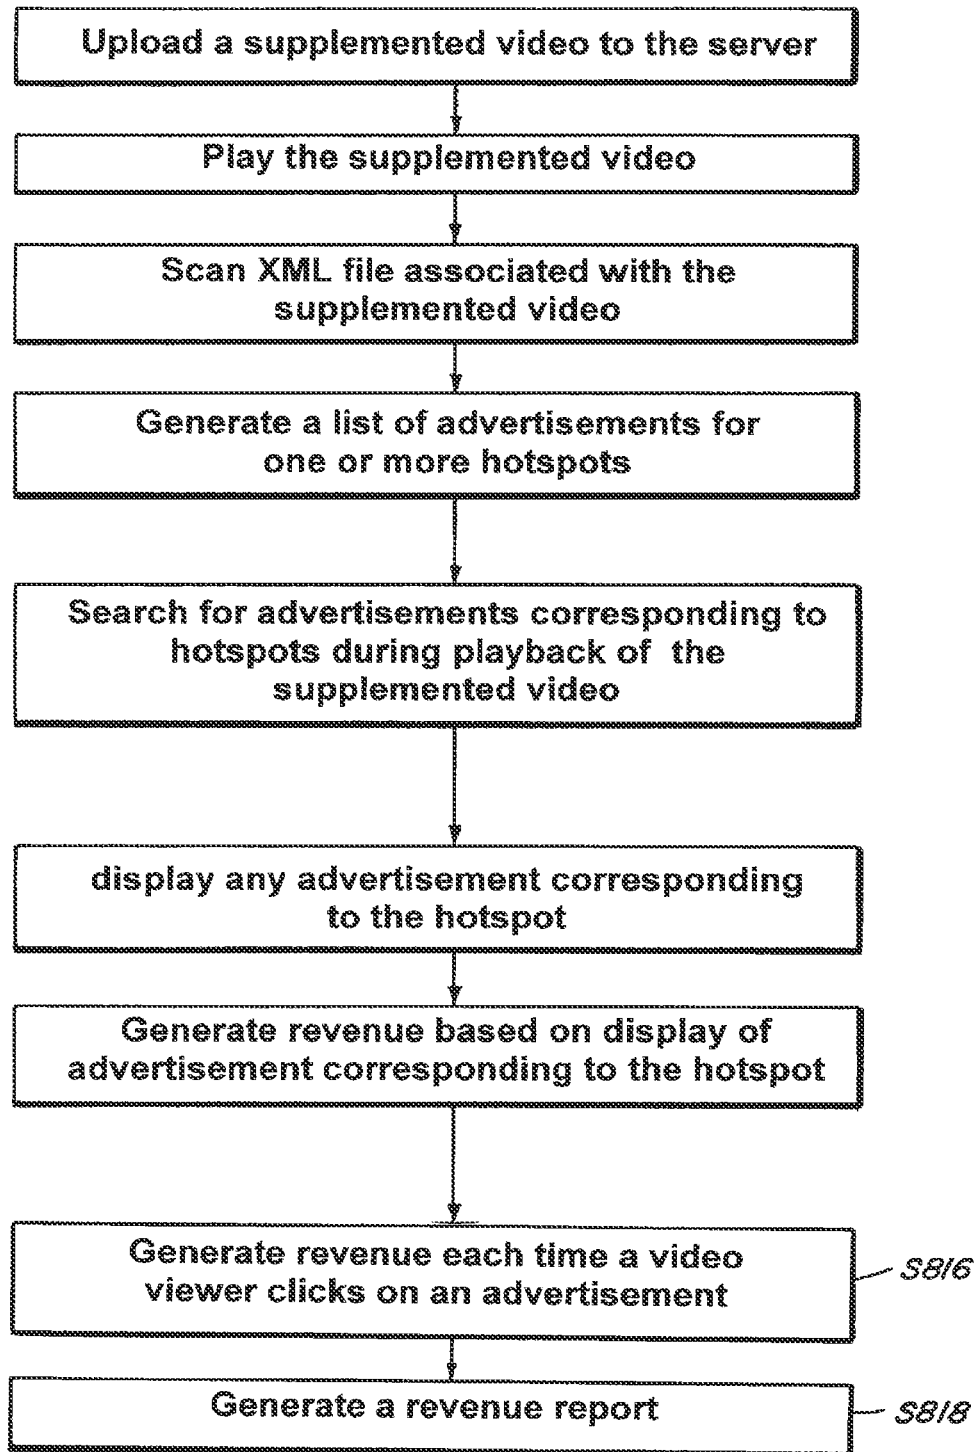 Upload a supplemented video to the server
Play the supplemented video
Scan XML file associated with the
supplemented video
Generate a list of advertisements for
one or more hotspots
Search for advertisements corresponding to
hotspots during playback of the
supplemented video
display any advertisement corresponding
to the hotspot
Generate revenue based on display of
advertisement corresponding to the hotspot
Generate revenue each time a video
viewer clicks on an advertisement
S816
Generate a revenue report
S818